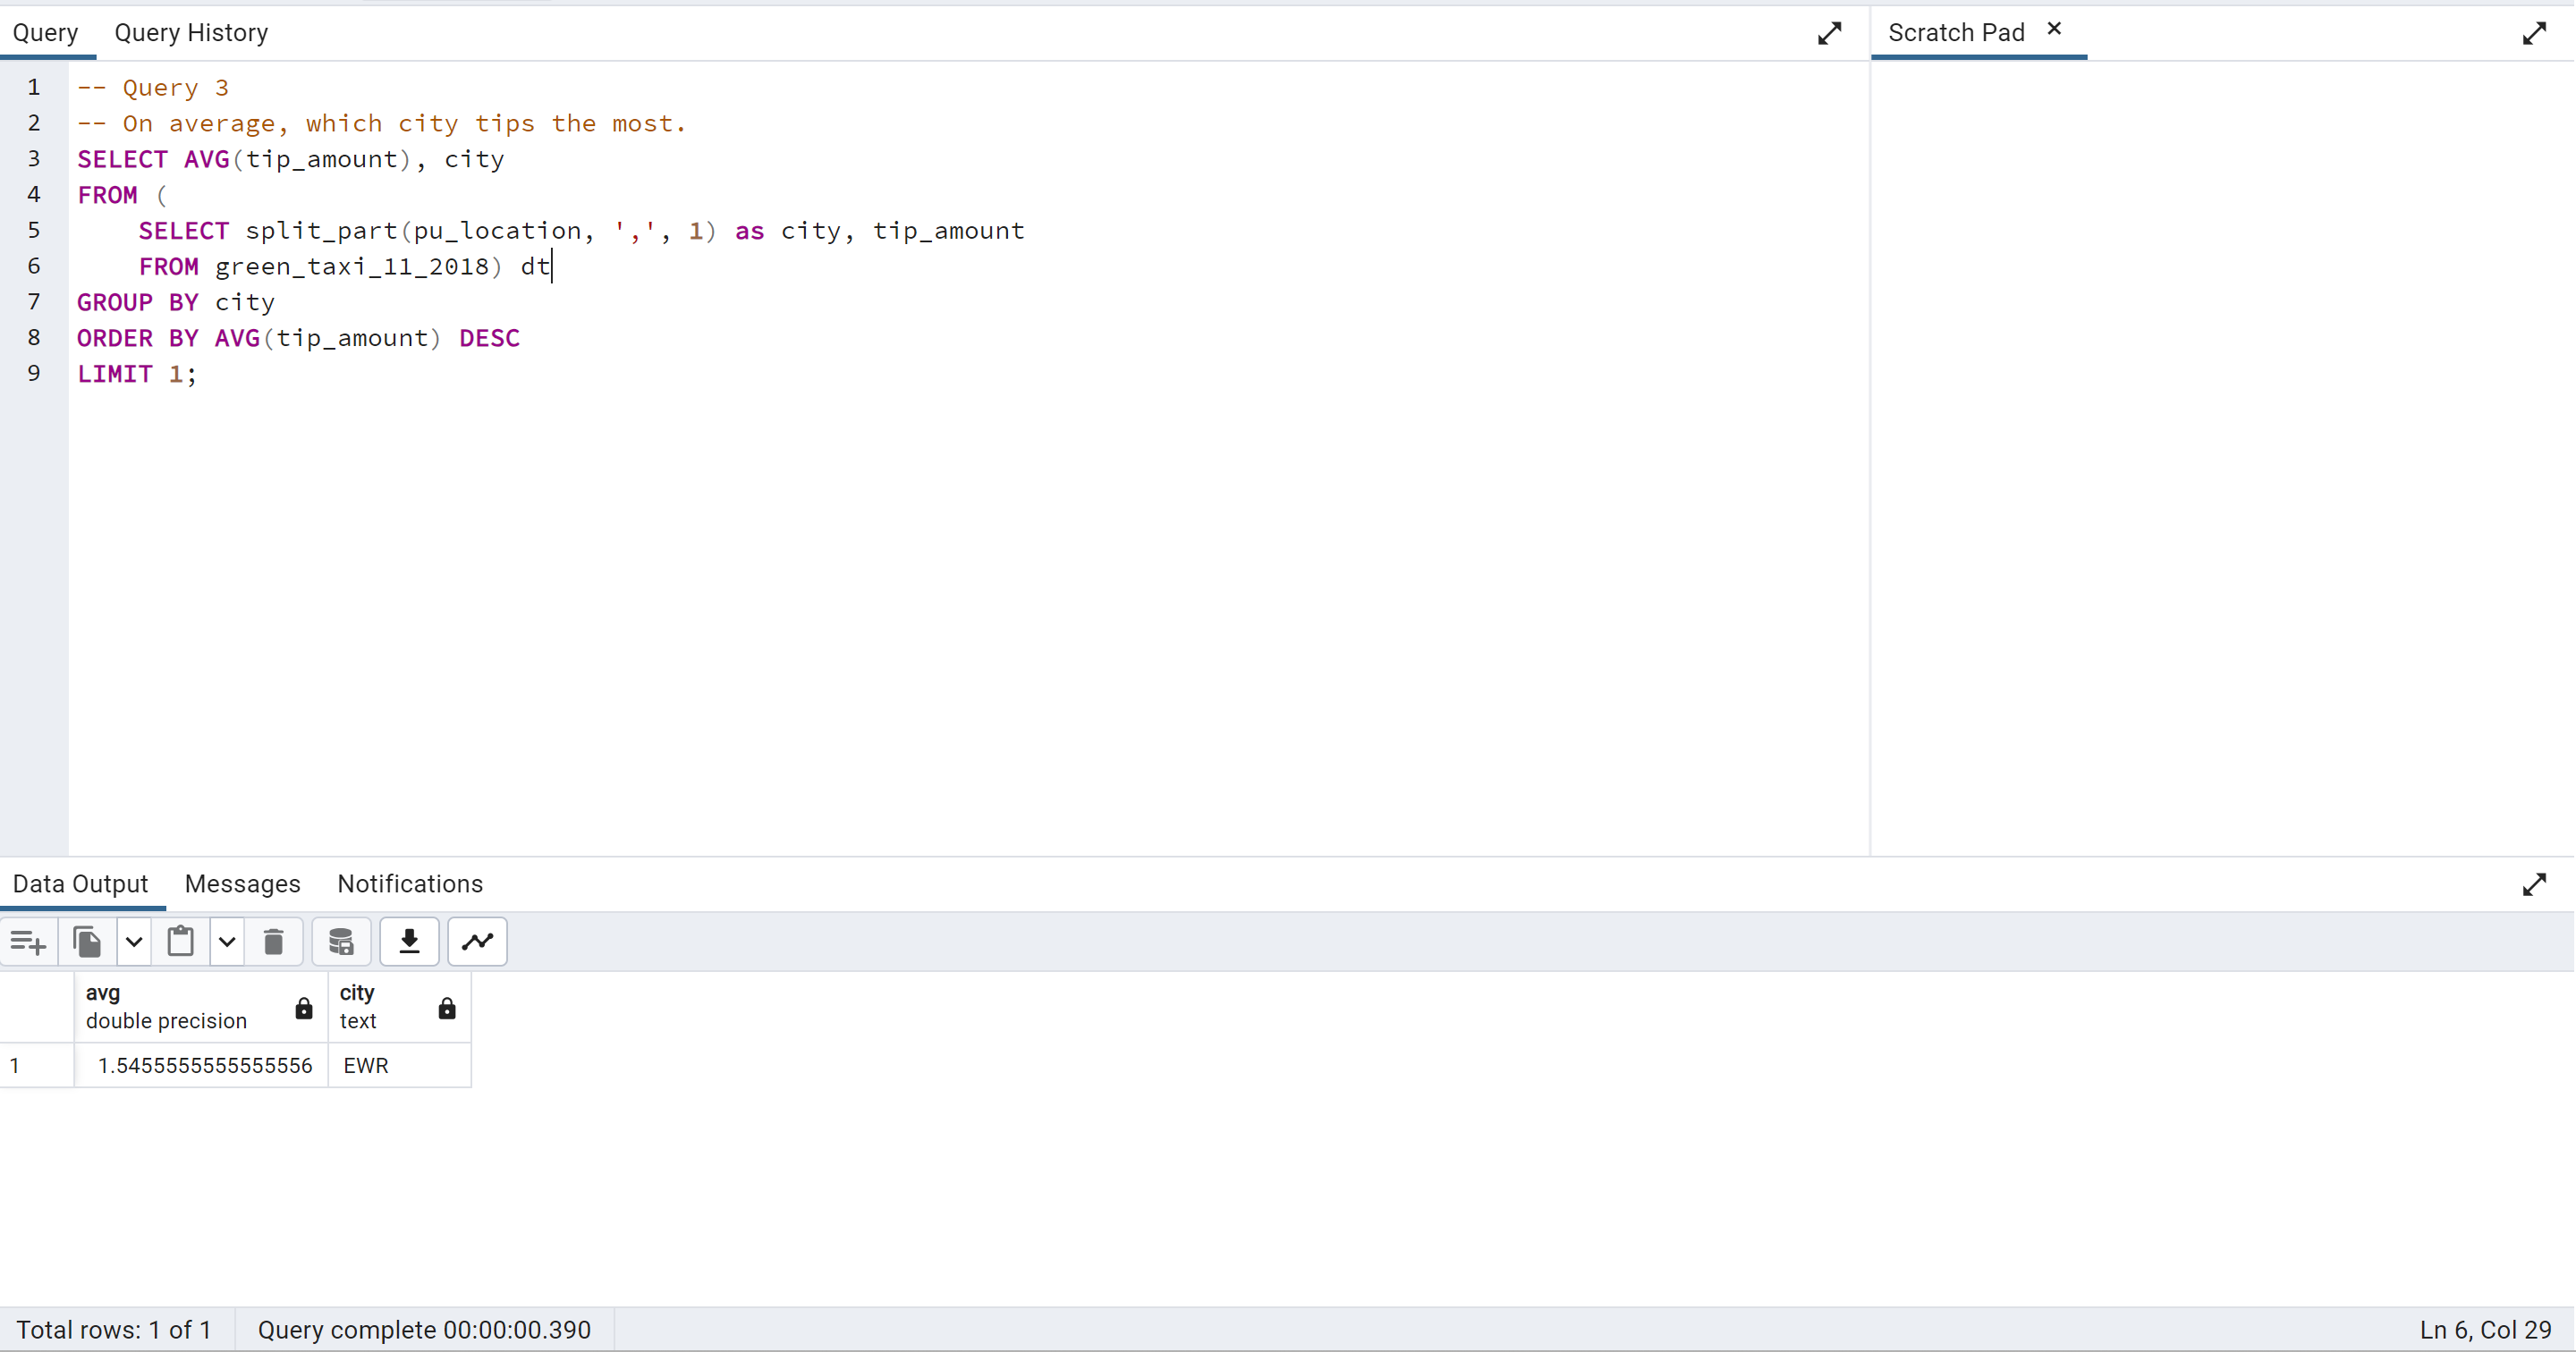 Query Query History Scratch Pad ×
1 -- Query 3
2 -- On average, which city tips the most.
3 SELECT AVG(tip_amount), city
4 FROM (
5     SELECT split_part(pu_location, ',', 1) as city, tip_amount
6     FROM green_taxi_11_2018) dt
7 GROUP BY city
8 ORDER BY AVG(tip_amount) DESC
9 LIMIT 1;
Data Output Messages Notifications
avg city
double precision text
1 1.5455555555555556 EWR
Total rows: 1 of 1 Query complete 00:00:00.390 Ln 6, Col 29